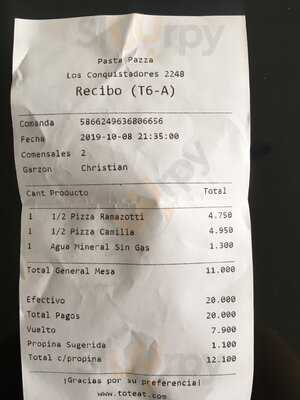 Pasta Pazza
Los Conquistadores 2248
Recibo (T6-A)
Comanda 5866249636806656
Fecha 2019-10-08 21:35:00
Comensales 2
Garzon Christian
Cant Producto Total
1 1/2 Pizza Ramazotti 4.750
1 1/2 Pizza Camilla 4.950
1 Agua Mineral Sin Gas 1.300
Total General Mesa 11.000
Efectivo 20.000
Total Pagos 20.000
Vuelto 7.900
Propina Sugerida 1.100
Total c/propina 12.100
¡Gracias por su preferencia!
www.toteat.com